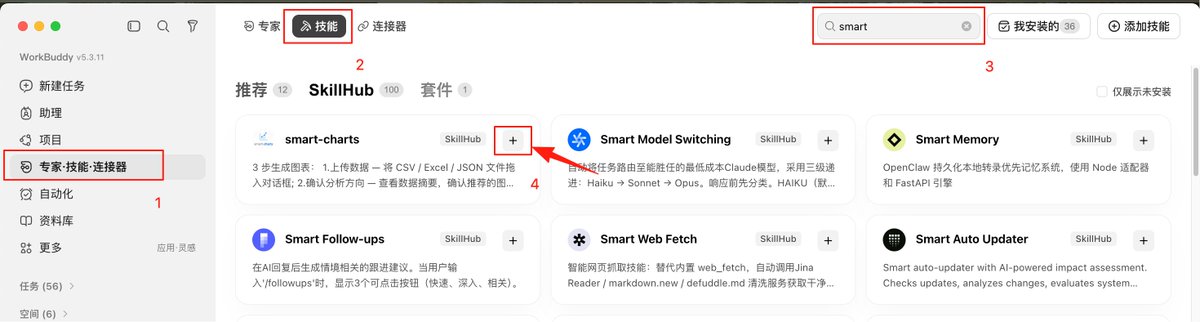 专家
技能
连接器
smart
我安装的 36
添加技能
2
3
WorkBuddy v5.3.11
新建任务
助理
项目
专家·技能·连接器
1
自动化
资料库
更多
应用·灵感
任务 (56)
空间 (6)
推荐 12
SkillHub 100
套件 1
仅展示未安装
smart-charts
SkillHub
3 步生成图表： 1.上传数据 — 将 CSV / Excel / JSON 文件拖
入对话框; 2.确认分析方向 — 查看数据摘要，确认推荐的图...
4
Smart Model Switching
SkillHub
自动将任务路由至能胜任的最低成本Claude模型，采用三级递
进：Haiku → Sonnet → Opus。响应前先分类。HAIKU（默...
Smart Memory
SkillHub
OpenClaw 持久化本地转录优先记忆系统，使用 Node 适配器
和 FastAPI 引擎
Smart Follow-ups
SkillHub
在AI回复后生成情境相关的跟进建议。当用户输
入'/followups'时，显示3个可点击按钮（快速、深入、相关）。
Smart Web Fetch
SkillHub
智能网页抓取技能：替代内置 web_fetch，自动调用Jina
Reader / markdown.new / defuddle.md 清洗服务获取干净...
Smart Auto Updater
SkillHub
Smart auto-updater with AI-powered impact assessment.
Checks updates, analyzes changes, evaluates system...